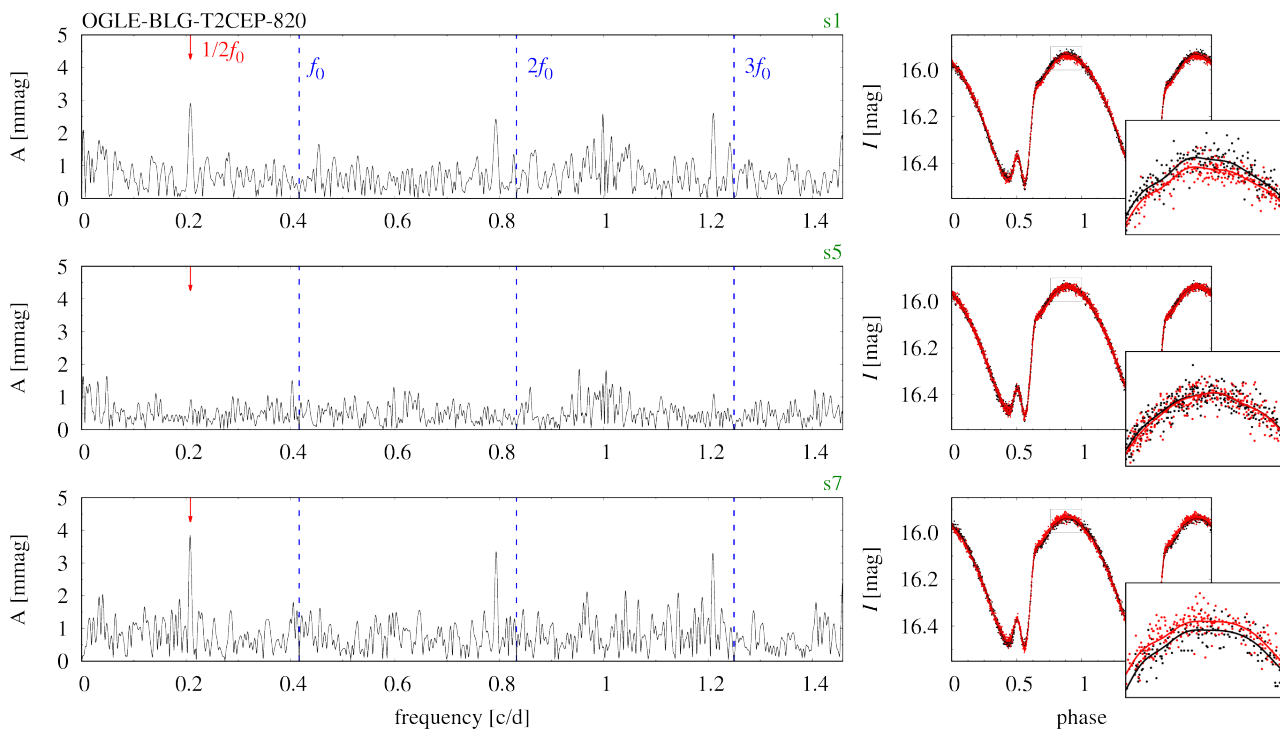 OGLE-BLG-T2CEP-820 s1
A [mmag]
5
4
3
2
1
0
1/2f₀
f₀
2f₀
3f₀
0 0.2 0.4 0.6 0.8 1 1.2 1.4
I [mag]
16.0
16.2
16.4
0 0.5 1
s5
A [mmag]
5
4
3
2
1
0
0 0.2 0.4 0.6 0.8 1 1.2 1.4
I [mag]
16.0
16.2
16.4
0 0.5 1
s7
A [mmag]
5
4
3
2
1
0
0 0.2 0.4 0.6 0.8 1 1.2 1.4
frequency [c/d]
I [mag]
16.0
16.2
16.4
0 0.5 1
phase